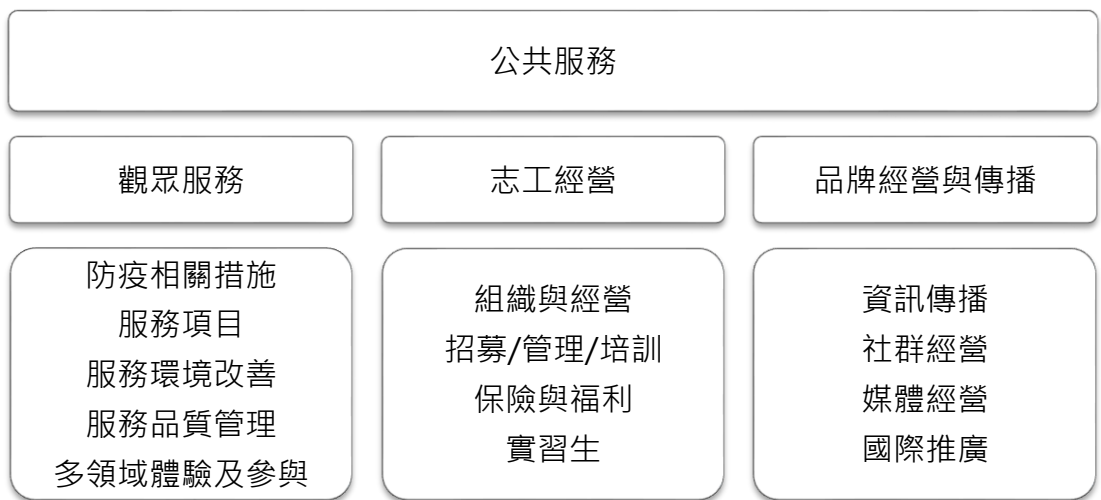 公共服務
觀眾服務
志工經營
品牌經營與傳播
防疫相關措施
服務項目
服務環境改善
服務品質管理
多領域體驗及參與
組織與經營
招募/管理/培訓
保險與福利
實習生
資訊傳播
社群經營
媒體經營
國際推廣